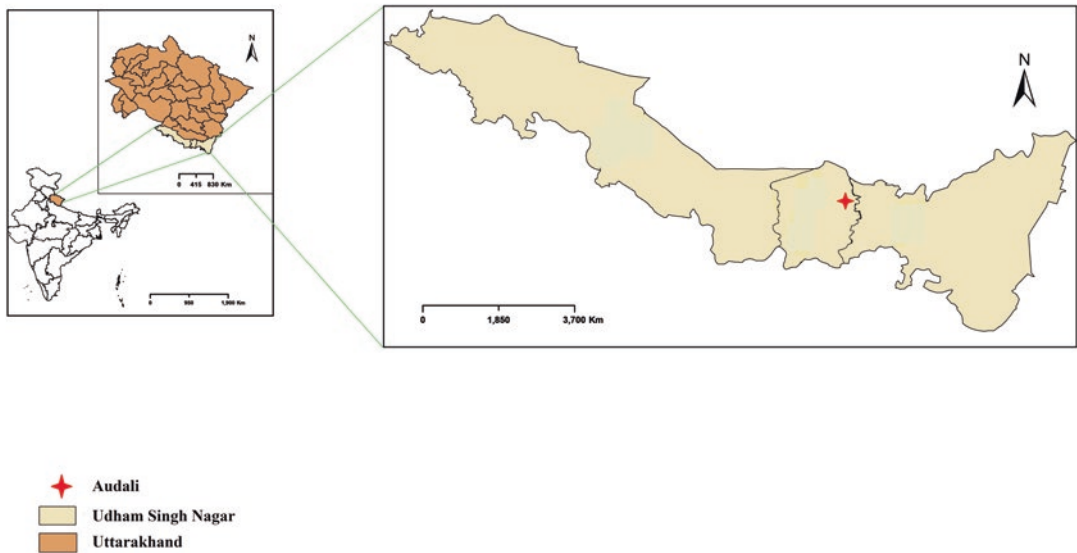 N
0 415 830 Km
0 950 1,900 Km
N
0 1,850 3,700 Km
Audali
Udham Singh Nagar
Uttarakhand